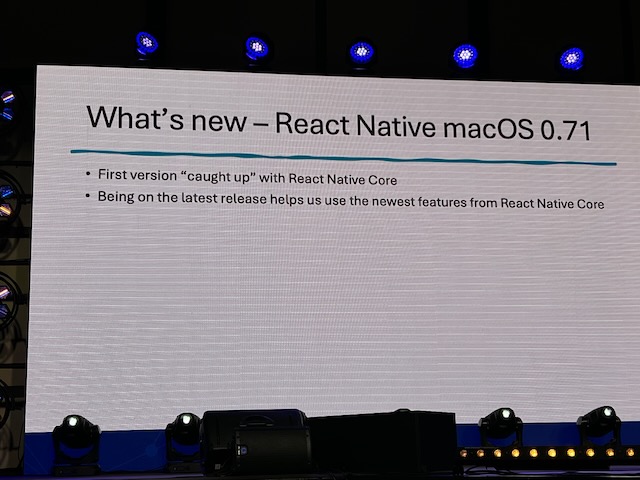 What's new – React Native macOS 0.71
• First version “caught up” with React Native Core
• Being on the latest release helps us use the newest features from React Native Core